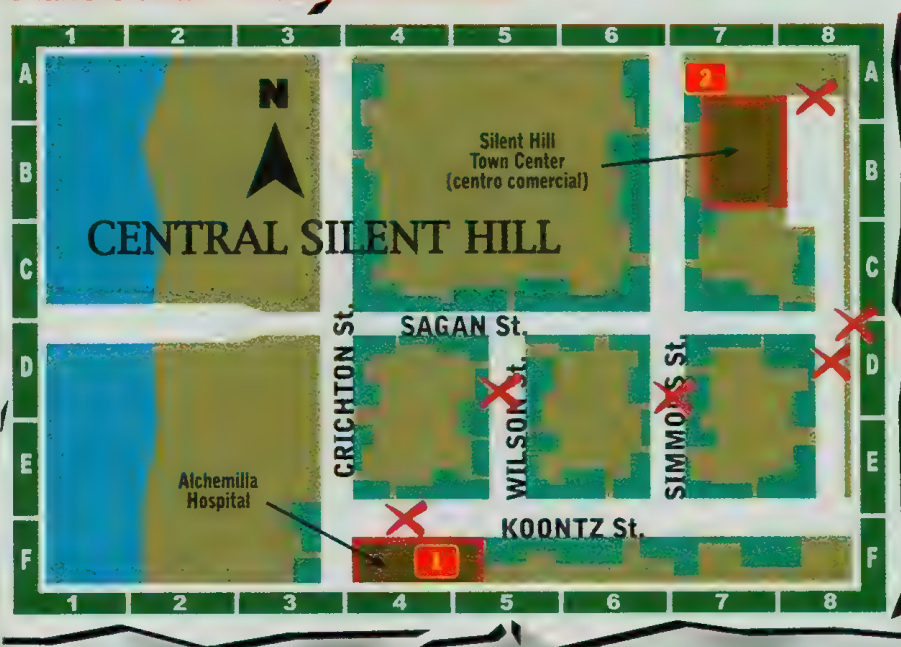 1 2 3 4 5 6 7 8
A A
2
N
Silent Hill
Town Center
(centro comercial)
B B
CENTRAL SILENT HILL
C C
SAGAN St.
CRICHTON St.
WILSON St.
SIMMONS St.
D D
E E
Alchemilla
Hospital
KOONTZ St.
F F
1
1 2 3 4 5 6 7 8